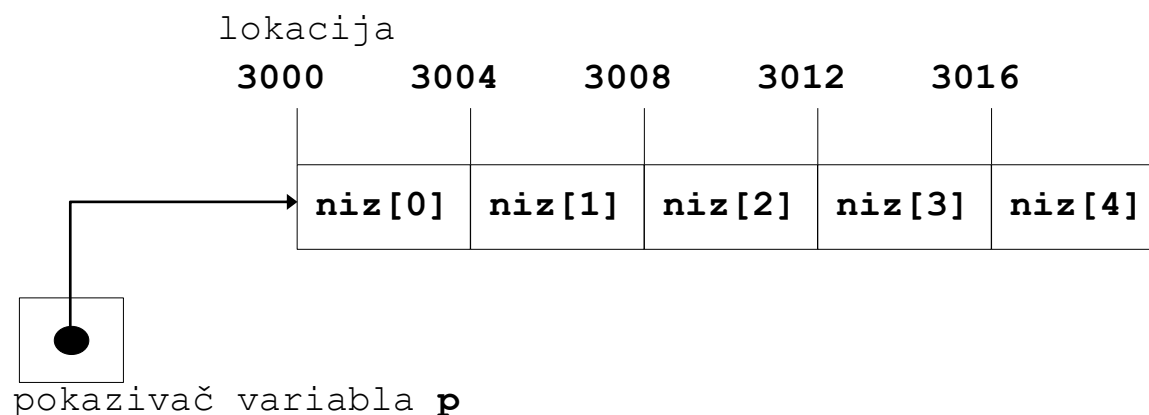 lokacija
3000 3004 3008 3012 3016
niz[0] niz[1] niz[2] niz[3] niz[4]
pokazivač variabla p